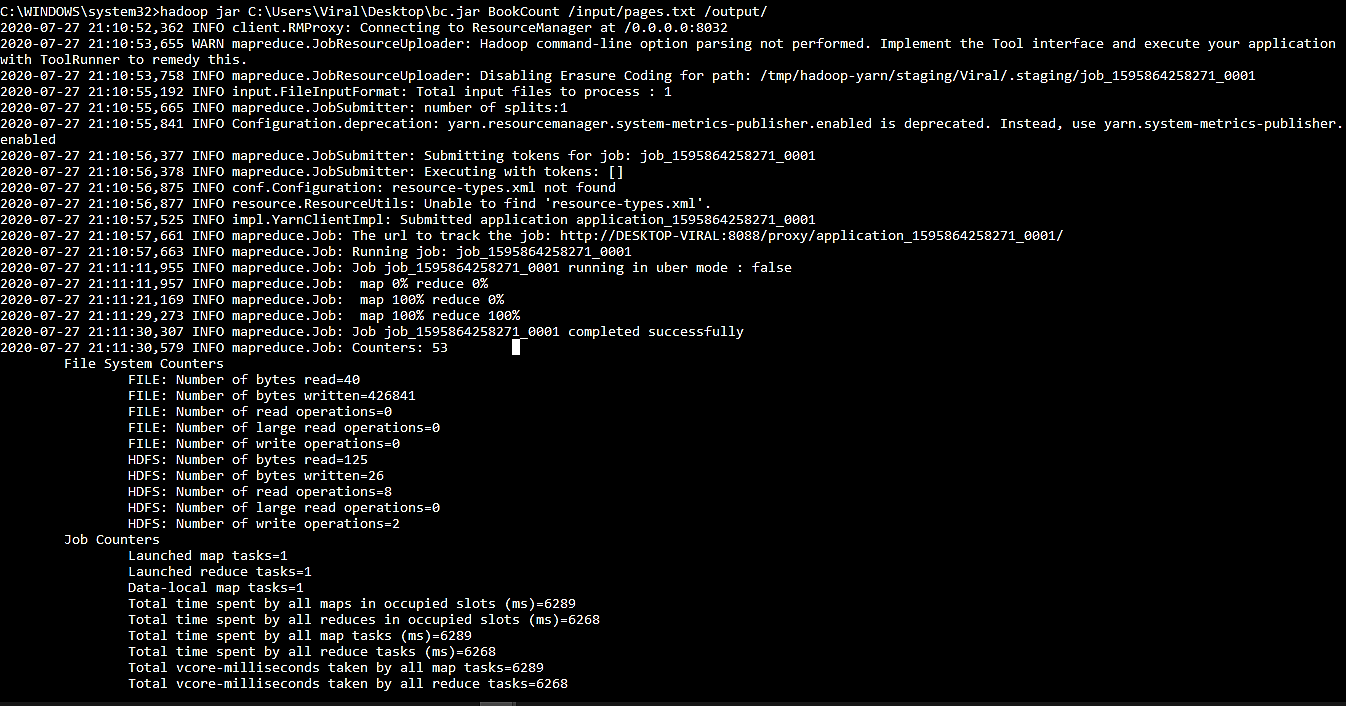 C:\WINDOWS\system32>hadoop jar C:\Users\Viral\Desktop\bc.jar BookCount /input/pages.txt /output/
2020-07-27 21:10:52,362 INFO client.RMProxy: Connecting to ResourceManager at /0.0.0.0:8032
2020-07-27 21:10:53,655 WARN mapreduce.JobResourceUploader: Hadoop command-line option parsing not performed. Implement the Tool interface and execute your application
with ToolRunner to remedy this.
2020-07-27 21:10:53,758 INFO mapreduce.JobResourceUploader: Disabling Erasure Coding for path: /tmp/hadoop-yarn/staging/Viral/.staging/job_1595864258271_0001
2020-07-27 21:10:55,192 INFO input.FileInputFormat: Total input files to process : 1
2020-07-27 21:10:55,665 INFO mapreduce.JobSubmitter: number of splits:1
2020-07-27 21:10:55,841 INFO Configuration.deprecation: yarn.resourcemanager.system-metrics-publisher.enabled is deprecated. Instead, use yarn.system-metrics-publisher.
enabled
2020-07-27 21:10:56,377 INFO mapreduce.JobSubmitter: Submitting tokens for job: job_1595864258271_0001
2020-07-27 21:10:56,378 INFO mapreduce.JobSubmitter: Executing with tokens: []
2020-07-27 21:10:56,875 INFO conf.Configuration: resource-types.xml not found
2020-07-27 21:10:56,877 INFO resource.ResourceUtils: Unable to find 'resource-types.xml'.
2020-07-27 21:10:57,525 INFO impl.YarnClientImpl: Submitted application application_1595864258271_0001
2020-07-27 21:10:57,661 INFO mapreduce.Job: The url to track the job: http://DESKTOP-VIRAL:8088/proxy/application_1595864258271_0001/
2020-07-27 21:10:57,663 INFO mapreduce.Job: Running job: job_1595864258271_0001
2020-07-27 21:11:11,955 INFO mapreduce.Job: Job job_1595864258271_0001 running in uber mode : false
2020-07-27 21:11:11,957 INFO mapreduce.Job:  map 0% reduce 0%
2020-07-27 21:11:21,169 INFO mapreduce.Job:  map 100% reduce 0%
2020-07-27 21:11:29,273 INFO mapreduce.Job:  map 100% reduce 100%
2020-07-27 21:11:30,307 INFO mapreduce.Job: Job job_1595864258271_0001 completed successfully
2020-07-27 21:11:30,579 INFO mapreduce.Job: Counters: 53
File System Counters
FILE: Number of bytes read=40
FILE: Number of bytes written=426841
FILE: Number of read operations=0
FILE: Number of large read operations=0
FILE: Number of write operations=0
HDFS: Number of bytes read=125
HDFS: Number of bytes written=26
HDFS: Number of read operations=8
HDFS: Number of large read operations=0
HDFS: Number of write operations=2
Job Counters
Launched map tasks=1
Launched reduce tasks=1
Data-local map tasks=1
Total time spent by all maps in occupied slots (ms)=6289
Total time spent by all reduces in occupied slots (ms)=6268
Total time spent by all map tasks (ms)=6289
Total time spent by all reduce tasks (ms)=6268
Total vcore-milliseconds taken by all map tasks=6289
Total vcore-milliseconds taken by all reduce tasks=6268